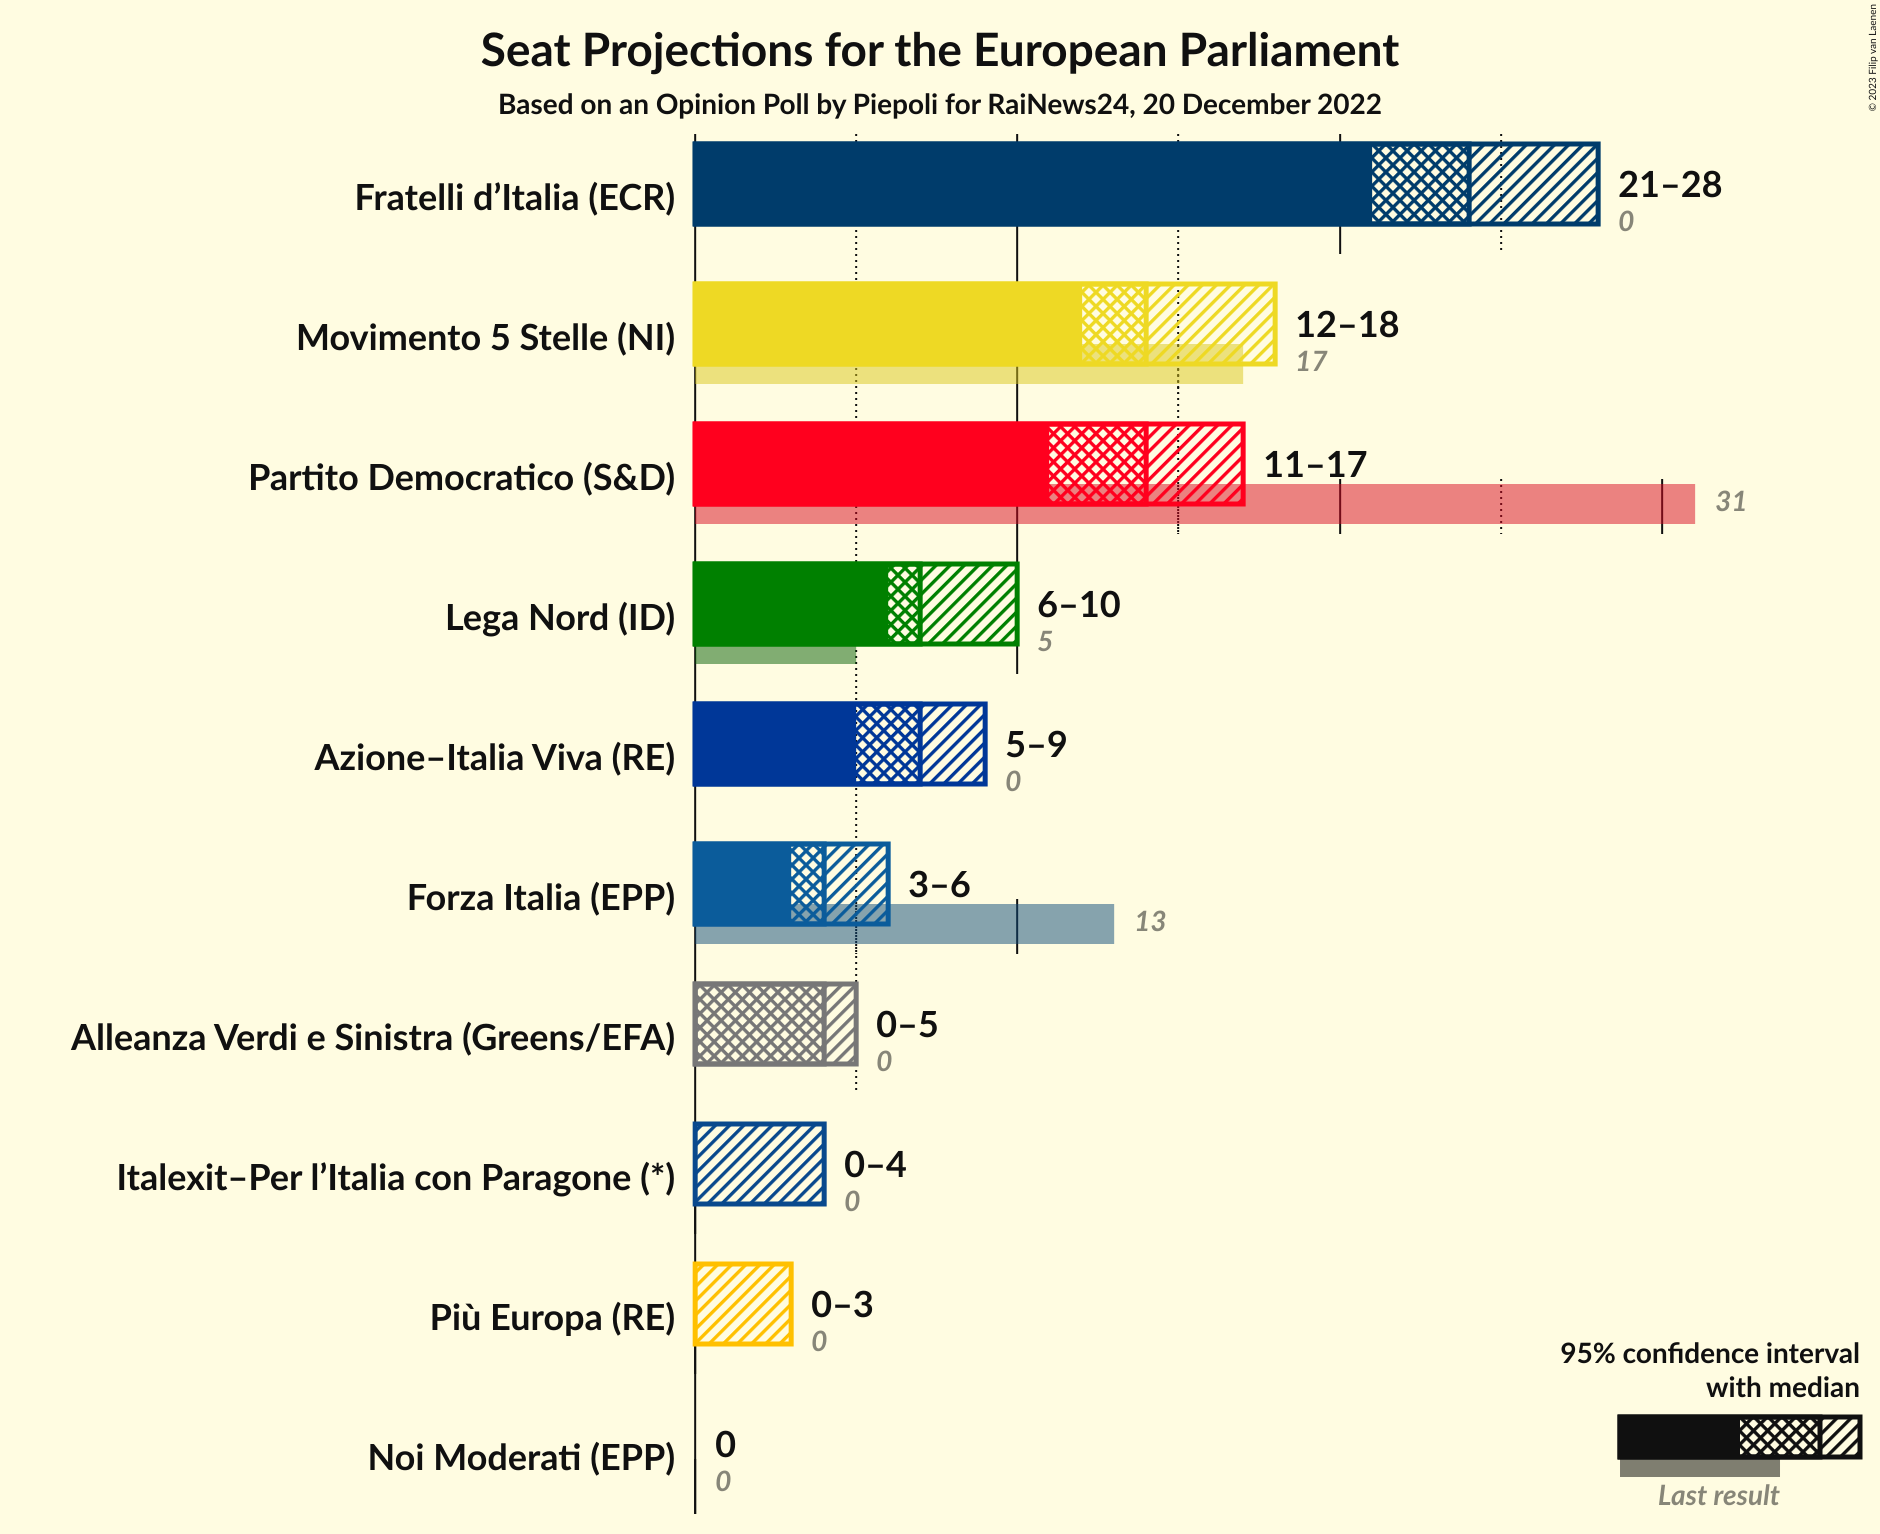 Seat Projections for the European Parliament
Based on an Opinion Poll by Piepoli for RaiNews24, 20 December 2022
© 2023 Filip van Laenen
Fratelli d’Italia (ECR)
21–28
0
Movimento 5 Stelle (NI)
12–18
17
Partito Democratico (S&D)
11–17
31
Lega Nord (ID)
6–10
5
Azione–Italia Viva (RE)
5–9
0
Forza Italia (EPP)
3–6
13
Alleanza Verdi e Sinistra (Greens/EFA)
0–5
0
Italexit–Per l’Italia con Paragone (*)
0–4
0
Più Europa (RE)
0–3
0
Noi Moderati (EPP)
0
0
95% confidence interval
with median
Last result